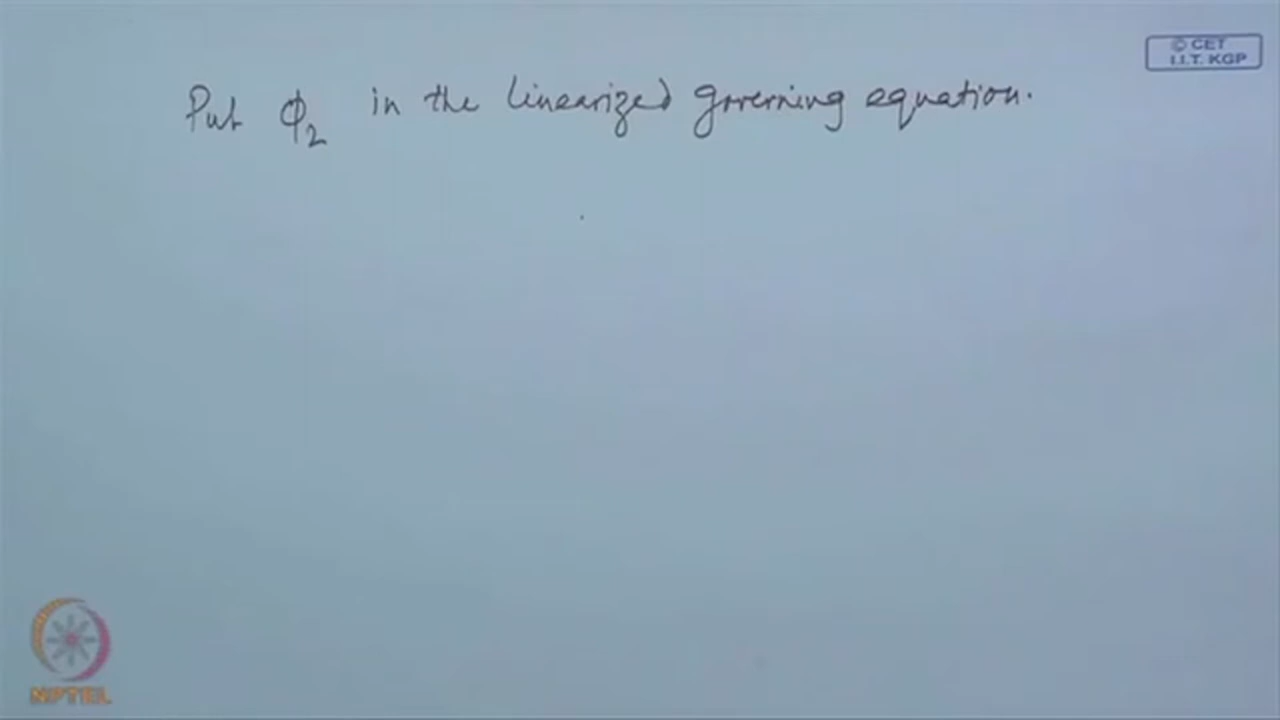 Put ϕ2 in the linearized governing equation.
© CET
I.I.T. KGP
NPTEL